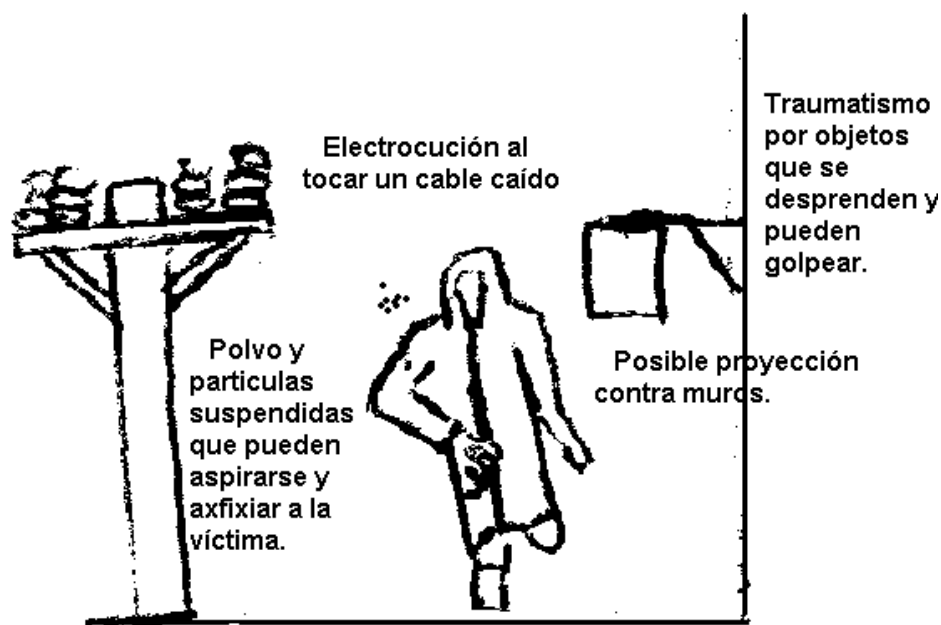 Electrocución al
tocar un cable caído
Traumatismo
por objetos
que se
desprenden y
pueden
golpear.
Polvo y
particulas
suspendidas
que pueden
aspirarse y
axfixiar a la
víctima.
Posible proyección
contra muros.